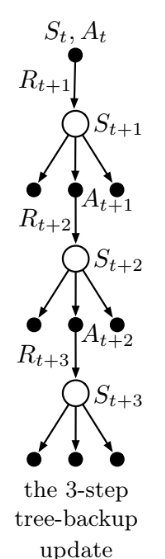 S_t, A_t
R_{t+1}
S_{t+1}
A_{t+1}
R_{t+2}
S_{t+2}
A_{t+2}
R_{t+3}
S_{t+3}
the 3-step
tree-backup
update